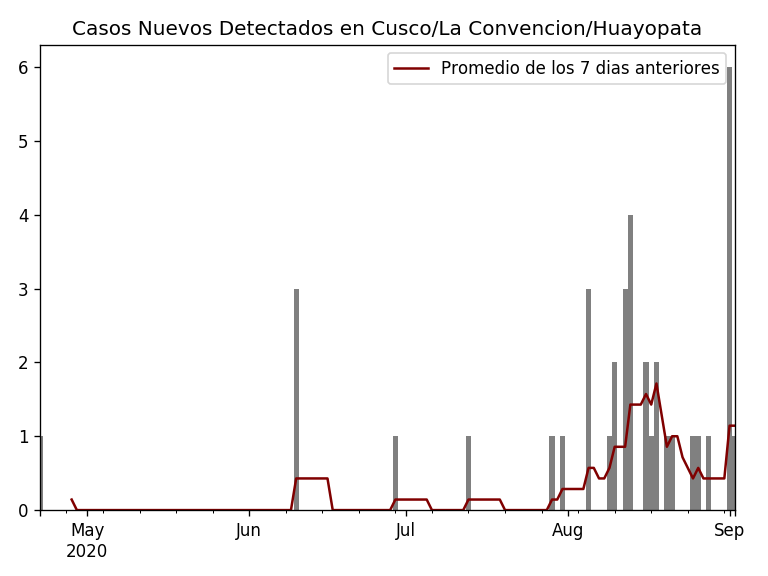 Casos Nuevos Detectados en Cusco/La Convencion/Huayopata
Promedio de los 7 dias anteriores
6
5
4
3
2
1
0
May Jun Jul Aug Sep
2020